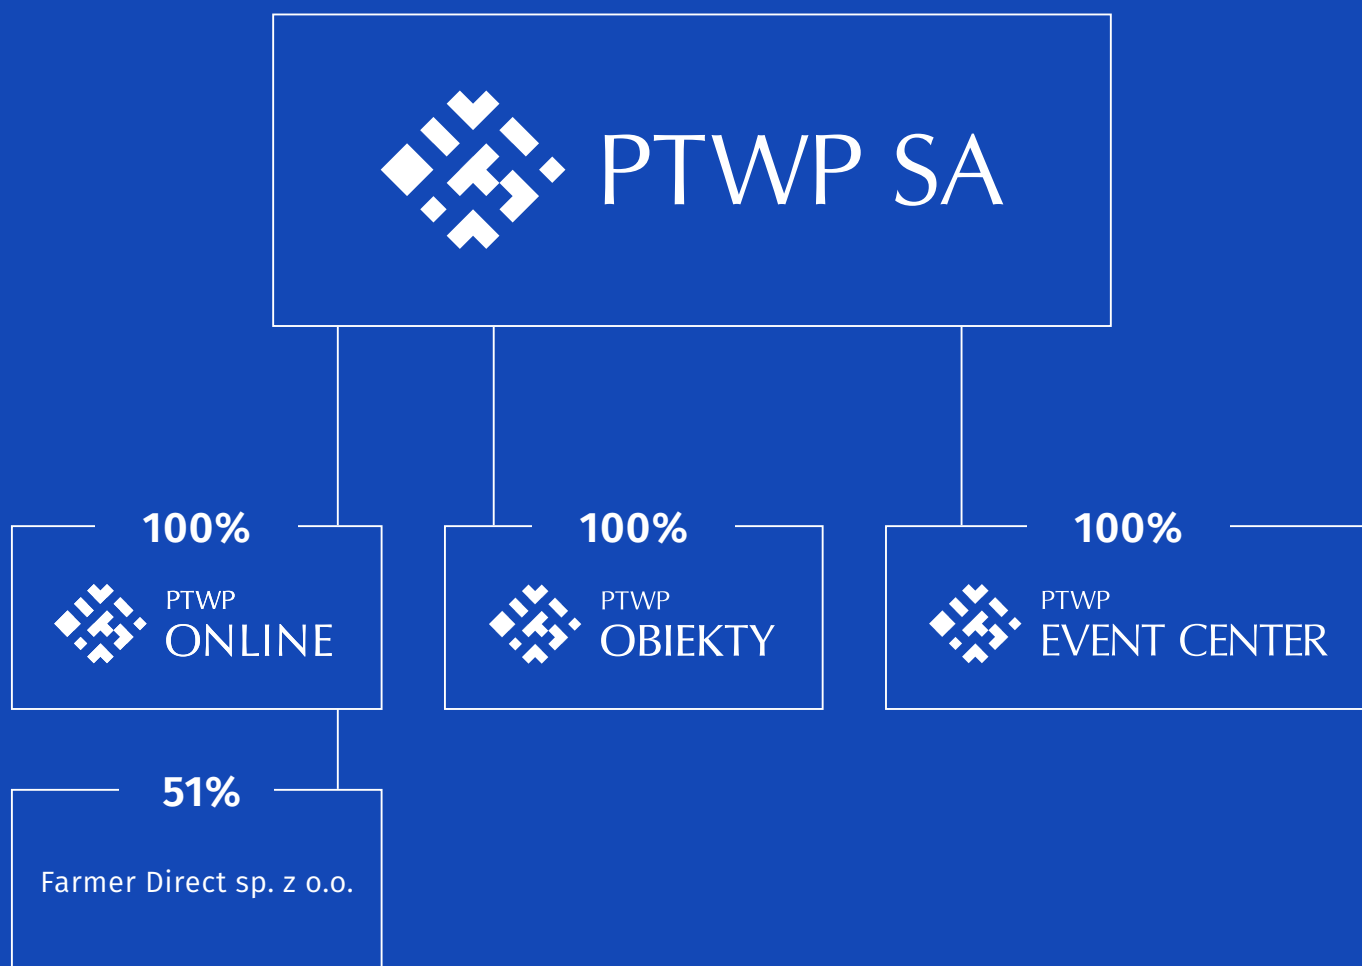 PTWP SA
100%
PTWP
ONLINE
100%
PTWP
OBIEKTY
100%
PTWP
EVENT CENTER
51%
Farmer Direct sp. z o.o.